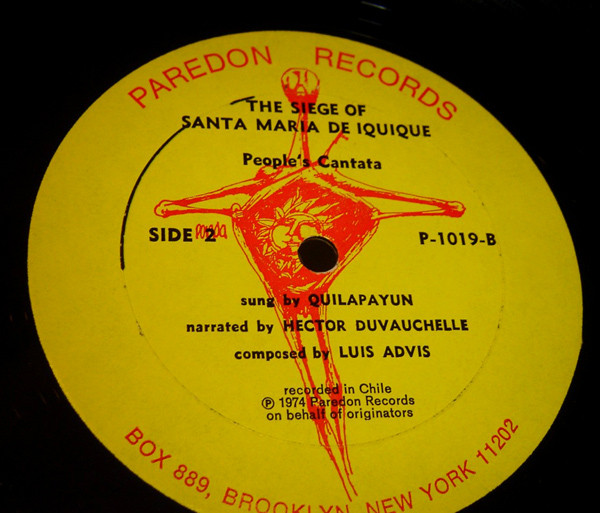 PAREDON RECORDS
THE SIEGE OF
SANTA MARIA DE IQUIQUE
People's Cantata
SIDE 2
P-1019-B
sung by QUILAPAYUN
narrated by HECTOR DUVAUCHELLE
composed by LUIS ADVIS
recorded in Chile
Ⓟ 1974 Paredon Records
on behalf of originators
BOX 889, BROOKLYN, NEW YORK 11202